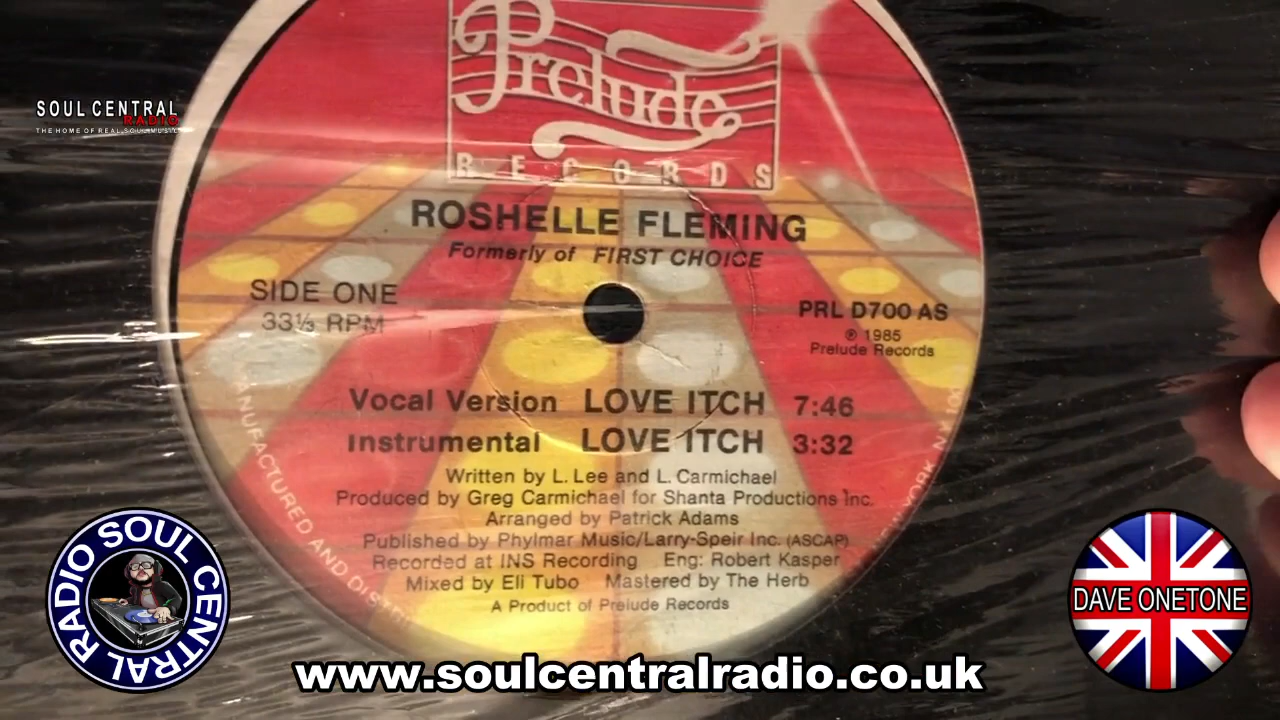 Prelude
RECORDS
SOUL CENTRAL
RADIO
THE HOME OF REAL SOUL MUSIC
ROSHELLE FLEMING
Formerly of FIRST CHOICE
SIDE ONE
33⅓ RPM
PRL D700 AS
℗ 1985
Prelude Records
Vocal Version LOVE ITCH 7:46
Instrumental LOVE ITCH 3:32
Written by L. Lee and L. Carmichael
Produced by Greg Carmichael for Shanta Productions Inc.
Arranged by Patrick Adams
Published by Phylmar Music/Larry-Speir Inc. (ASCAP)
Recorded at INS Recording Eng: Robert Kasper
Mixed by Eli Tubo Mastered by The Herb
A Product of Prelude Records
MANUFACTURED AND
YORK, NY
RADIO SOUL CENTRAL
DAVE ONETONE
www.soulcentralradio.co.uk